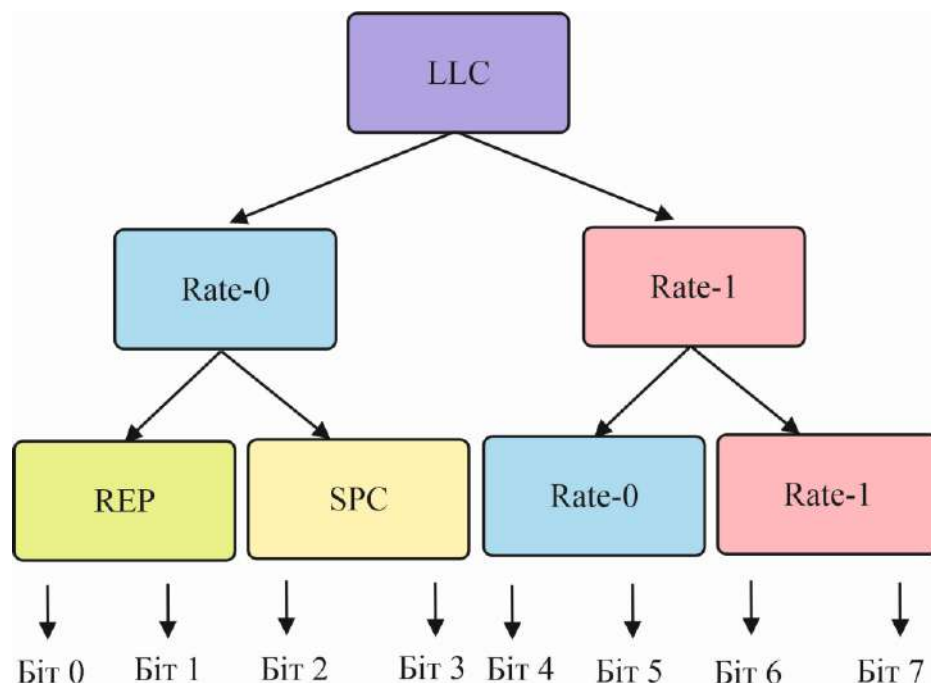 LLC
Rate-0 Rate-1
REP SPC Rate-0 Rate-1
Біт 0 Біт 1 Біт 2 Біт 3 Біт 4 Біт 5 Біт 6 Біт 7